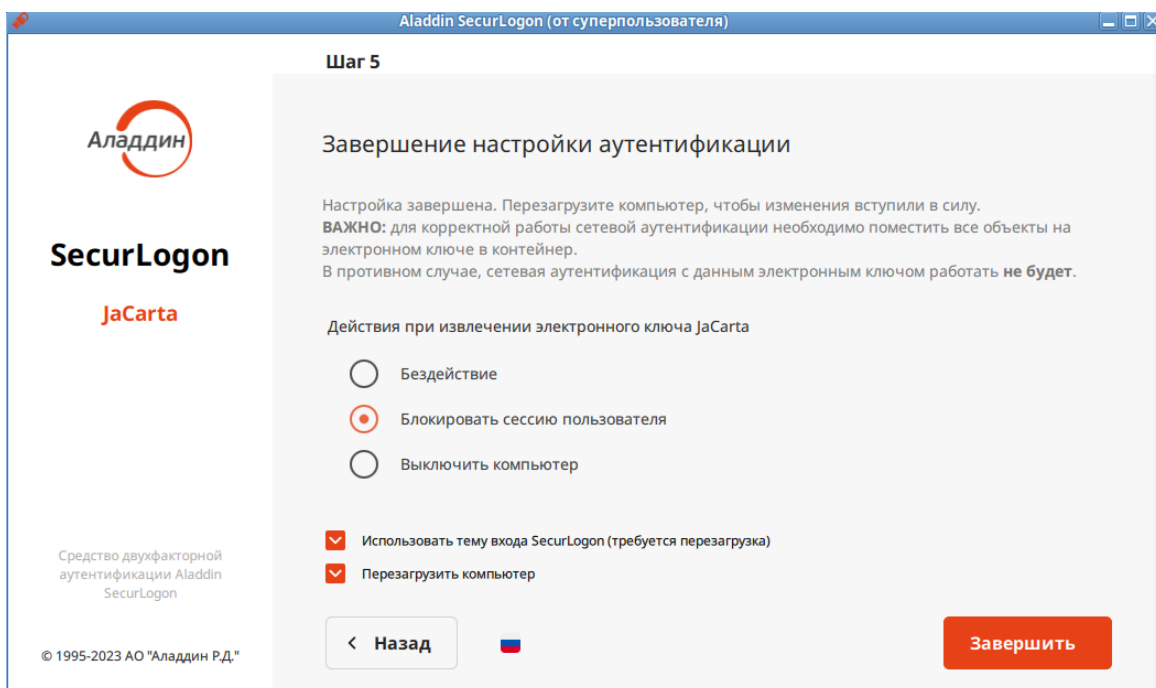 Aladdin SecurLogon (от суперпользователя)
Шаг 5
Аладдин
SecurLogon
JaCarta
Средство двухфакторной
аутентификации Aladdin
SecurLogon
© 1995-2023 АО "Аладдин Р.Д."
Завершение настройки аутентификации
Настройка завершена. Перезагрузите компьютер, чтобы изменения вступили в силу.
ВАЖНО: для корректной работы сетевой аутентификации необходимо поместить все объекты на
электронном ключе в контейнер.
В противном случае, сетевая аутентификация с данным электронным ключом работать не будет.
Действия при извлечении электронного ключа JaCarta
Бездействие
Блокировать сессию пользователя
Выключить компьютер
Использовать тему входа SecurLogon (требуется перезагрузка)
Перезагрузить компьютер
Назад
Завершить